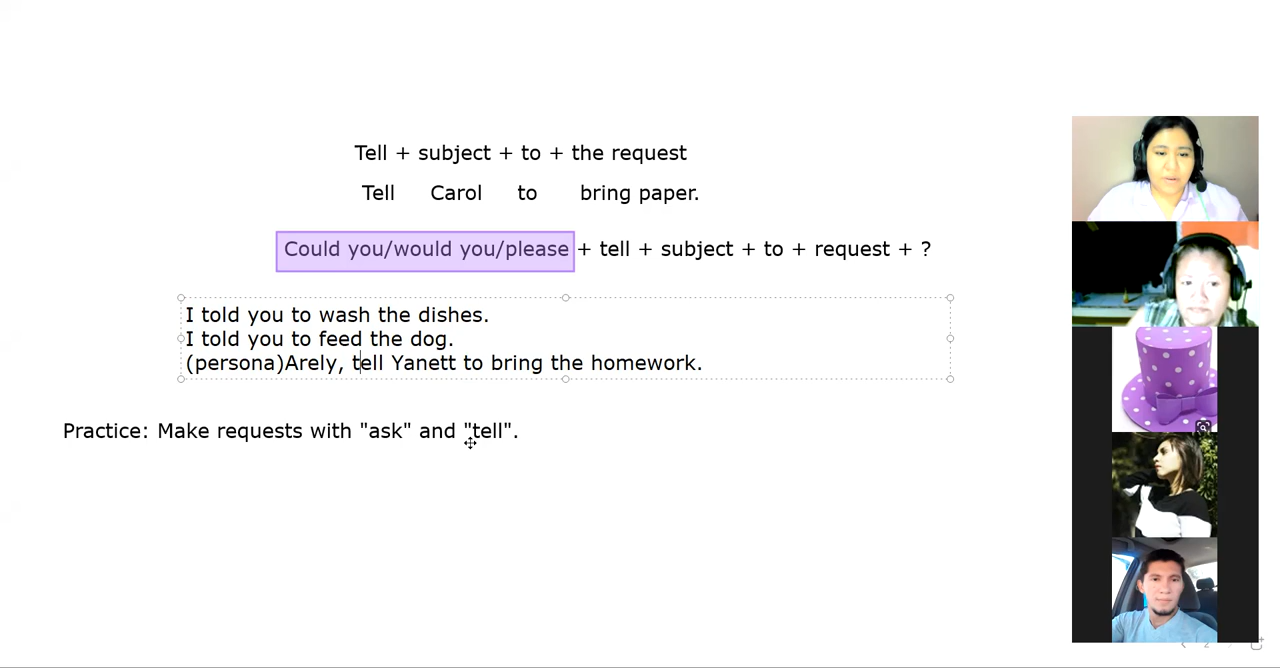 Tell + subject + to + the request
Tell Carol to bring paper.
Could you/would you/please + tell + subject + to + request + ?
I told you to wash the dishes.
I told you to feed the dog.
(persona)Arely, tell Yanett to bring the homework.
Practice: Make requests with "ask" and "tell".
2